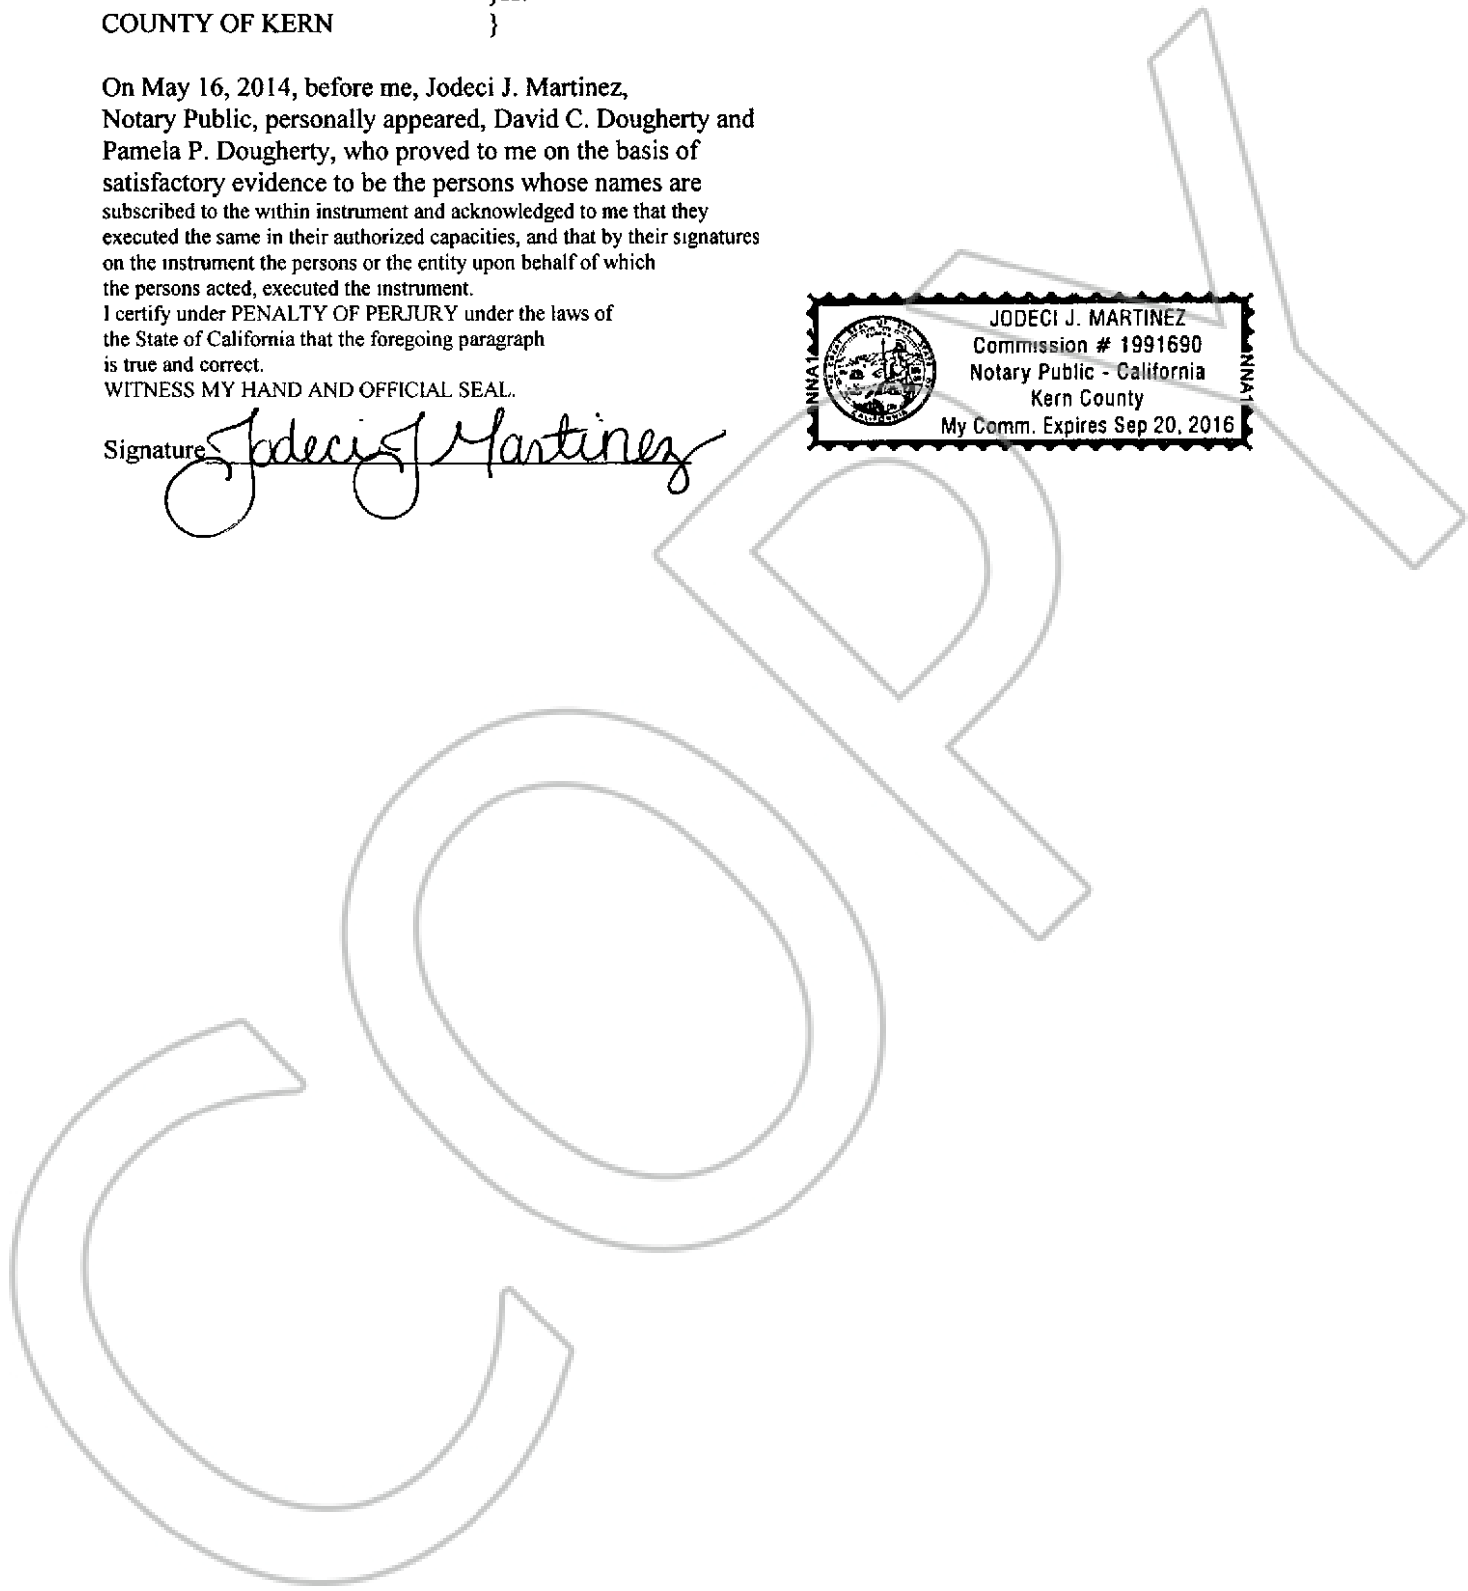 COUNTY OF KERN }
On May 16, 2014, before me, Jodeci J. Martinez,
Notary Public, personally appeared, David C. Dougherty and
Pamela P. Dougherty, who proved to me on the basis of
satisfactory evidence to be the persons whose names are
subscribed to the within instrument and acknowledged to me that they
executed the same in their authorized capacities, and that by their signatures
on the instrument the persons or the entity upon behalf of which
the persons acted, executed the instrument.
I certify under PENALTY OF PERJURY under the laws of
the State of California that the foregoing paragraph
is true and correct.
WITNESS MY HAND AND OFFICIAL SEAL.
Signature Jodeci J Martinez
JODECI J. MARTINEZ
Commission # 1991690
Notary Public - California
Kern County
My Comm. Expires Sep 20, 2016
NNA1
NNA1
COPY